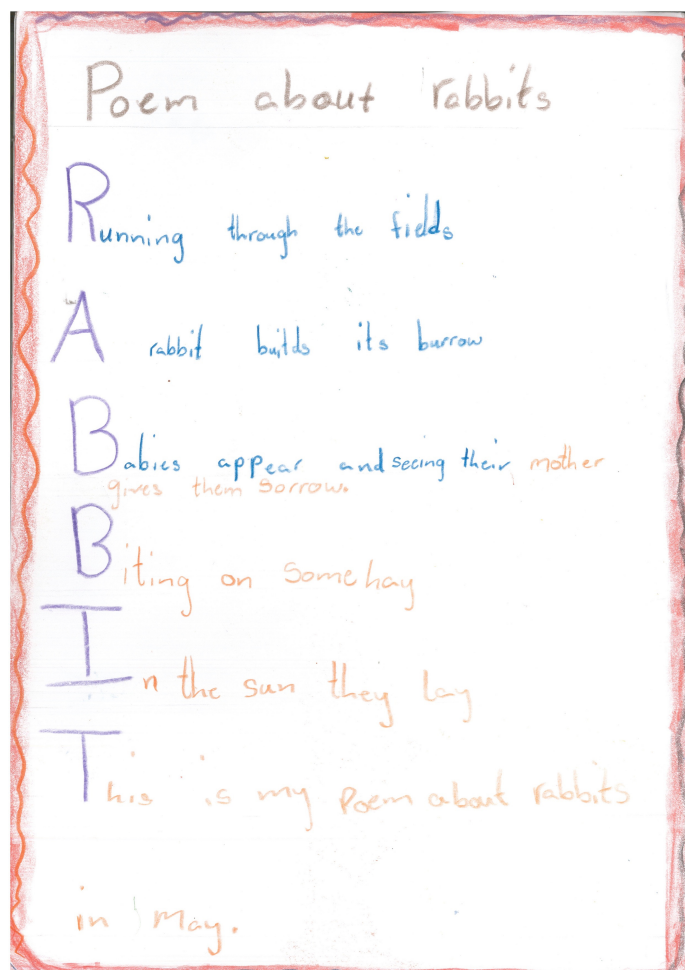 Poem about rabbits
Running through the fields
A rabbit builds its burrow
Babies appear and seeing their mother
gives them sorrow.
Biting on some hay
In the sun they lay
This is my poem about rabbits
in May.